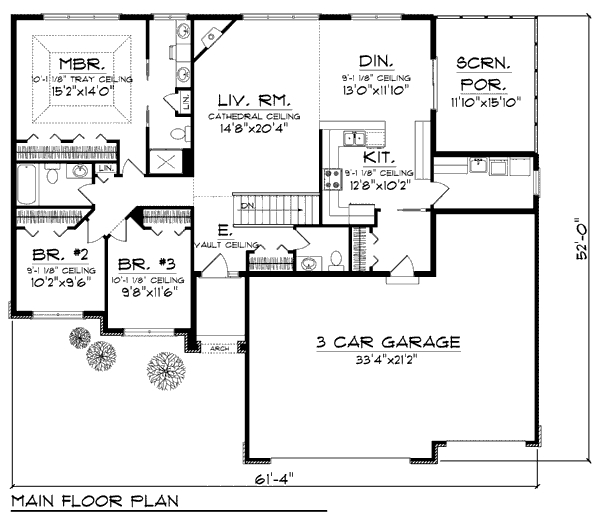 MBR.
10'-1 1/8" TRAY CEILING
15'2"x14'0"
LIN.
LIN.
LIV. RM.
CATHEDRAL CEILING
14'8"x20'4"
DIN.
9'-1 1/8" CEILING
13'0"x11'10"
SCRN.
POR.
11'10"x15'10"
KIT.
9'-1 1/8" CEILING
12'8"x10'2"
DN.
E.
VAULT CEILING
BR. #2
9'-1 1/8" CEILING
10'2"x9'6"
BR. #3
10'-1 1/8" CEILING
9'8"x11'6"
ARCH
3 CAR GARAGE
33'4"x21'2"
52'-0"
61'-4"
MAIN FLOOR PLAN